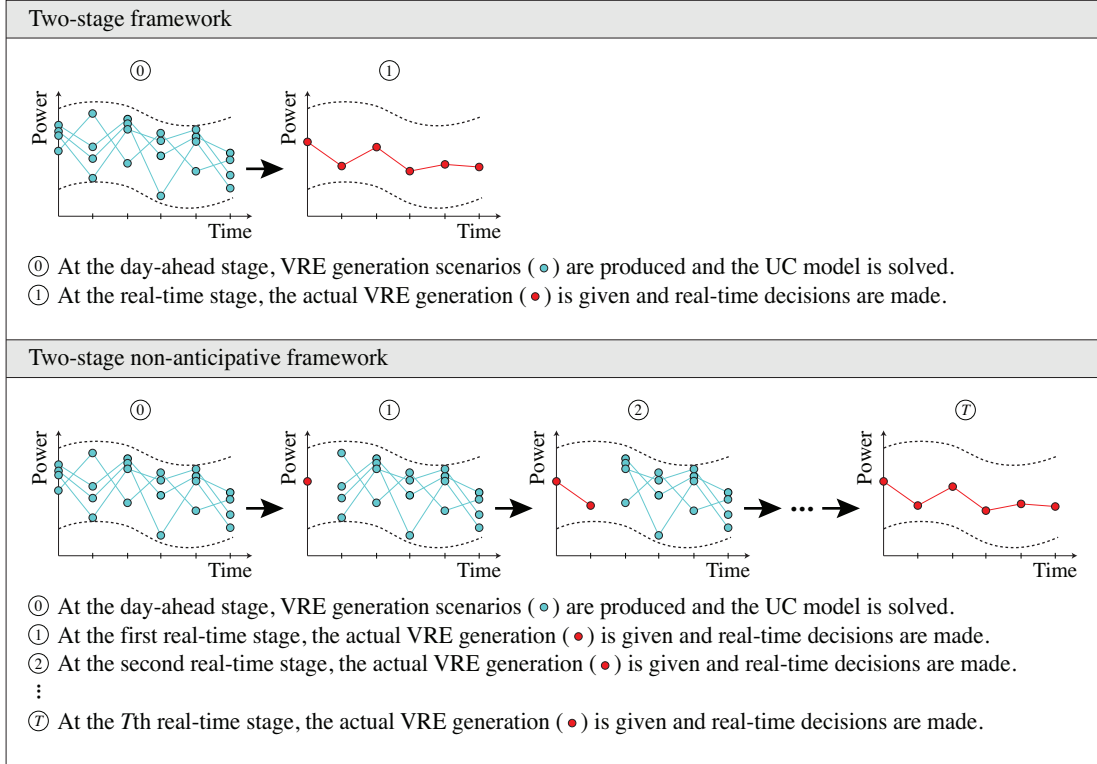 Two-stage framework
0 1
Power Power
Time Time
0 At the day-ahead stage, VRE generation scenarios ( ) are produced and the UC model is solved.
1 At the real-time stage, the actual VRE generation ( ) is given and real-time decisions are made.
Two-stage non-anticipative framework
0 1 2 T
Power Power Power Power
...
Time Time Time Time
0 At the day-ahead stage, VRE generation scenarios ( ) are produced and the UC model is solved.
1 At the first real-time stage, the actual VRE generation ( ) is given and real-time decisions are made.
2 At the second real-time stage, the actual VRE generation ( ) is given and real-time decisions are made.
⋮
T At the Tth real-time stage, the actual VRE generation ( ) is given and real-time decisions are made.